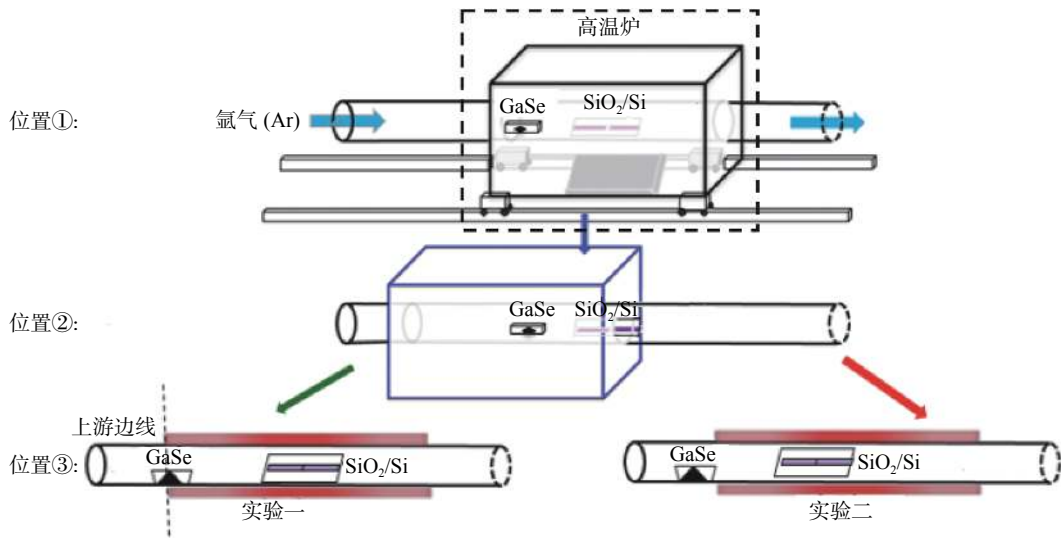 高温炉
GaSe
SiO₂/Si
位置①:
氩气 (Ar)
位置②:
GaSe
SiO₂/Si
上游边线
位置③:
GaSe
SiO₂/Si
实验一
GaSe
SiO₂/Si
实验二